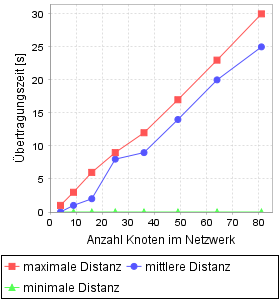 Übertragungszeit [s]
30
25
20
15
10
5
0
0 10 20 30 40 50 60 70 80
Anzahl Knoten im Netzwerk
maximale Distanz mittlere Distanz
minimale Distanz